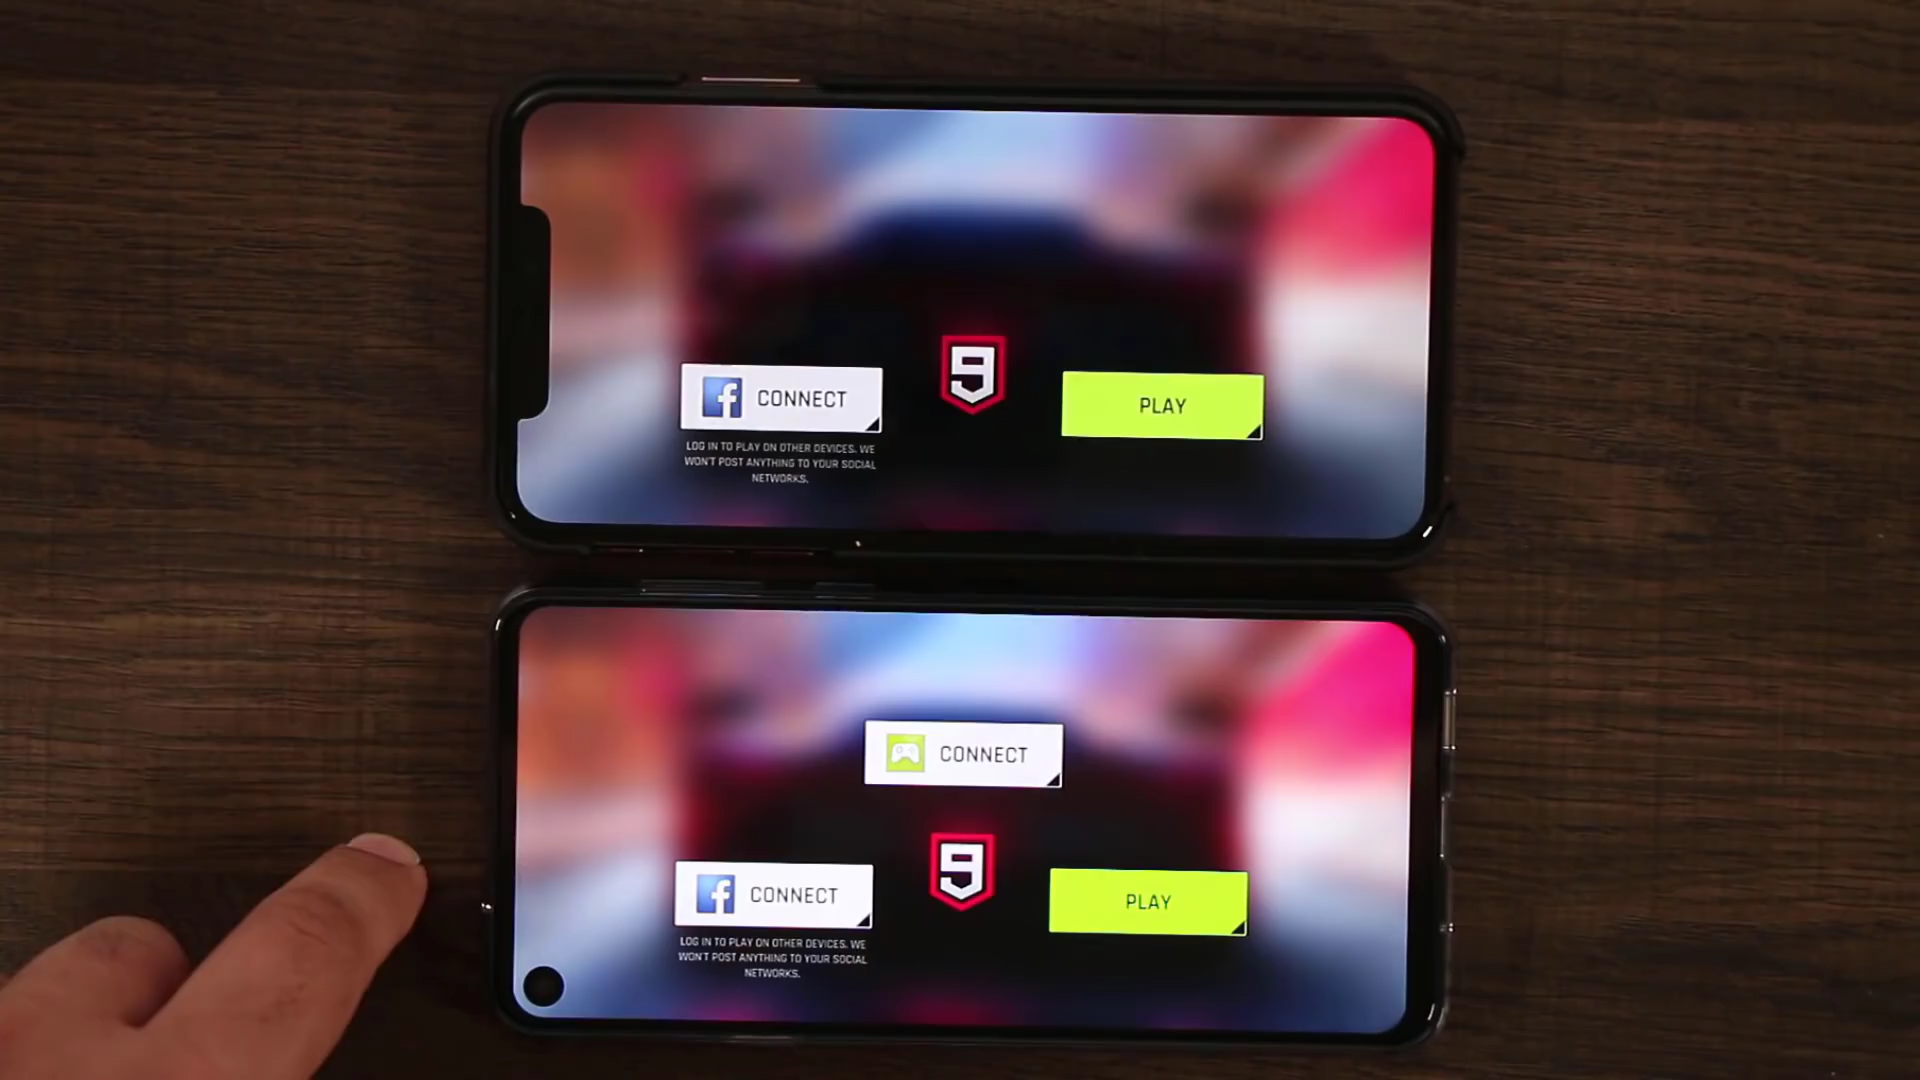 9
CONNECT
PLAY
LOG IN TO PLAY ON OTHER DEVICES. WE
WON'T POST ANYTHING TO YOUR SOCIAL
NETWORKS.
CONNECT
9
CONNECT
PLAY
LOG IN TO PLAY ON OTHER DEVICES. WE
WON'T POST ANYTHING TO YOUR SOCIAL
NETWORKS.